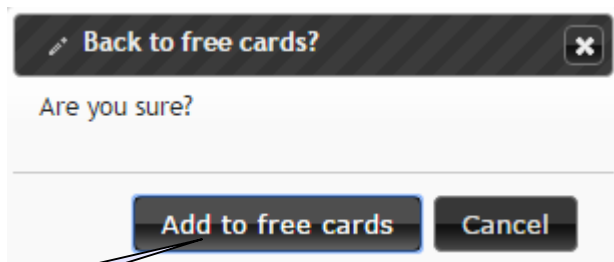 Back to free cards?
Are you sure?
Add to free cards Cancel